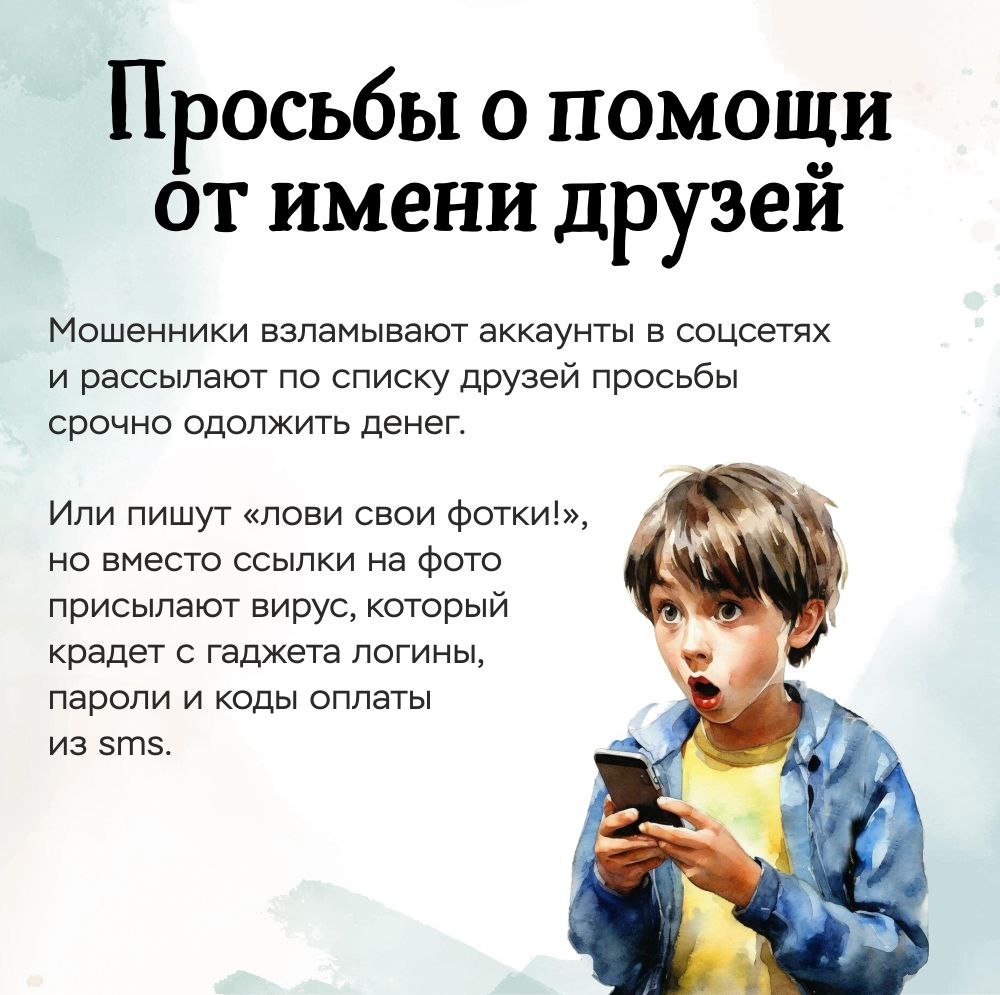 Просьбы о помощи
от имени друзей
Мошенники взламывают аккаунты в соцсетях
и рассылают по списку друзей просьбы
срочно одолжить денег.
Или пишут «лови свои фотки!»,
но вместо ссылки на фото
присылают вирус, который
крадет с гаджета логины,
пароли и коды оплаты
из sms.